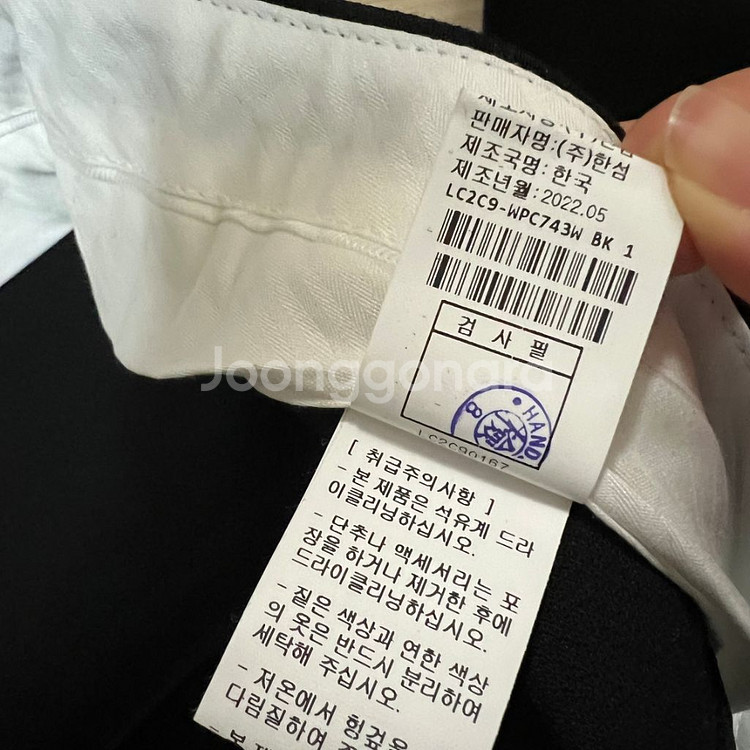 판매자명:(주)한섬
제조국명: 한국
제조년월:2022.05
LC2C9-WPC743W BK 1
검 사 필
HAND
8
LC2C90167
[ 취급주의사항 ]
- 본 제품은 석유계 드라
이클리닝하십시오.
- 단추나 액세서리는 포
장을 하거나 제거한 후에
드라이클리닝하십시오.
- 짙은 색상과 연한 색상
의 옷은 반드시 분리하여
세탁해 주십시오.
- 저온에서 헝겊을
다림질하여
Joonggonara